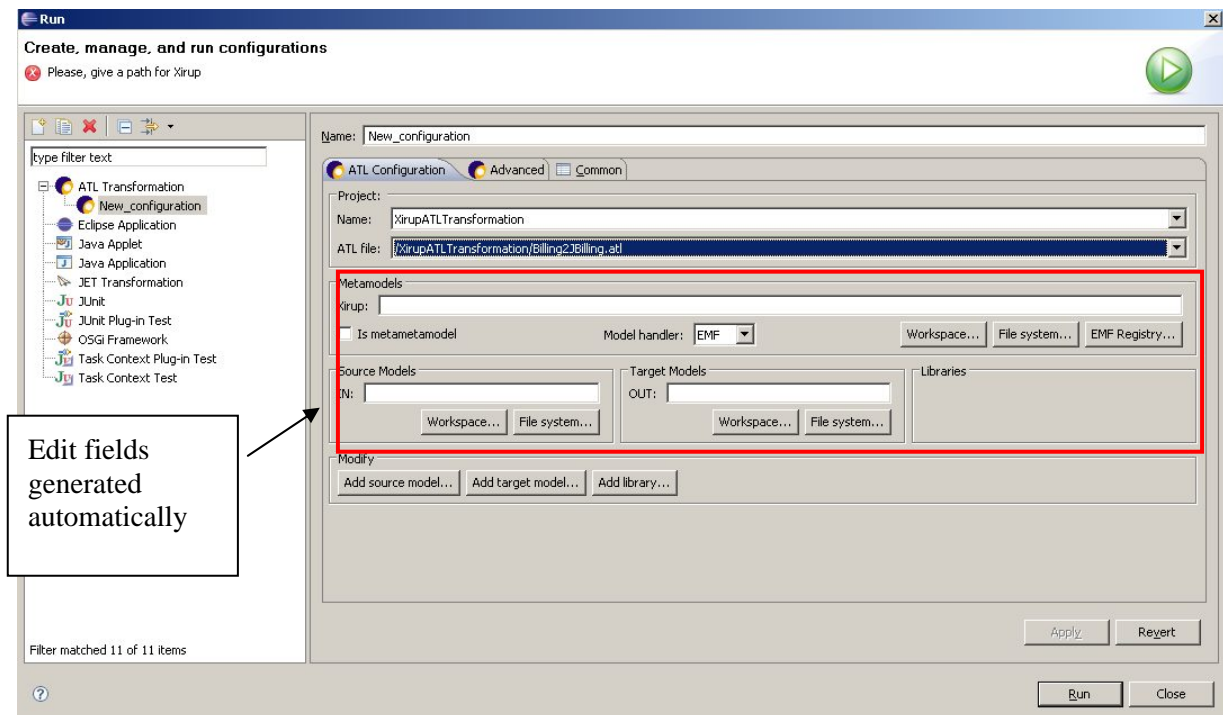 Run
Create, manage, and run configurations
Please, give a path for Xirup
type filter text
ATL Transformation
New_configuration
Eclipse Application
Java Applet
Java Application
JET Transformation
JUnit
JUnit Plug-in Test
OSGi Framework
Task Context Plug-in Test
Task Context Test
Filter matched 11 of 11 items
Edit fields
generated
automatically
Name: New_configuration
ATL Configuration Advanced Common
Project:
Name: XirupATLTransformation
ATL file: /XirupATLTransformation/Billing2JBilling.atl
Metamodels
Xirup:
Is metametamodel Model handler: EMF Workspace... File system... EMF Registry...
Source Models Target Models Libraries
IN: OUT:
Workspace... File system... Workspace... File system...
Modify
Add source model... Add target model... Add library...
Apply Revert
Run Close